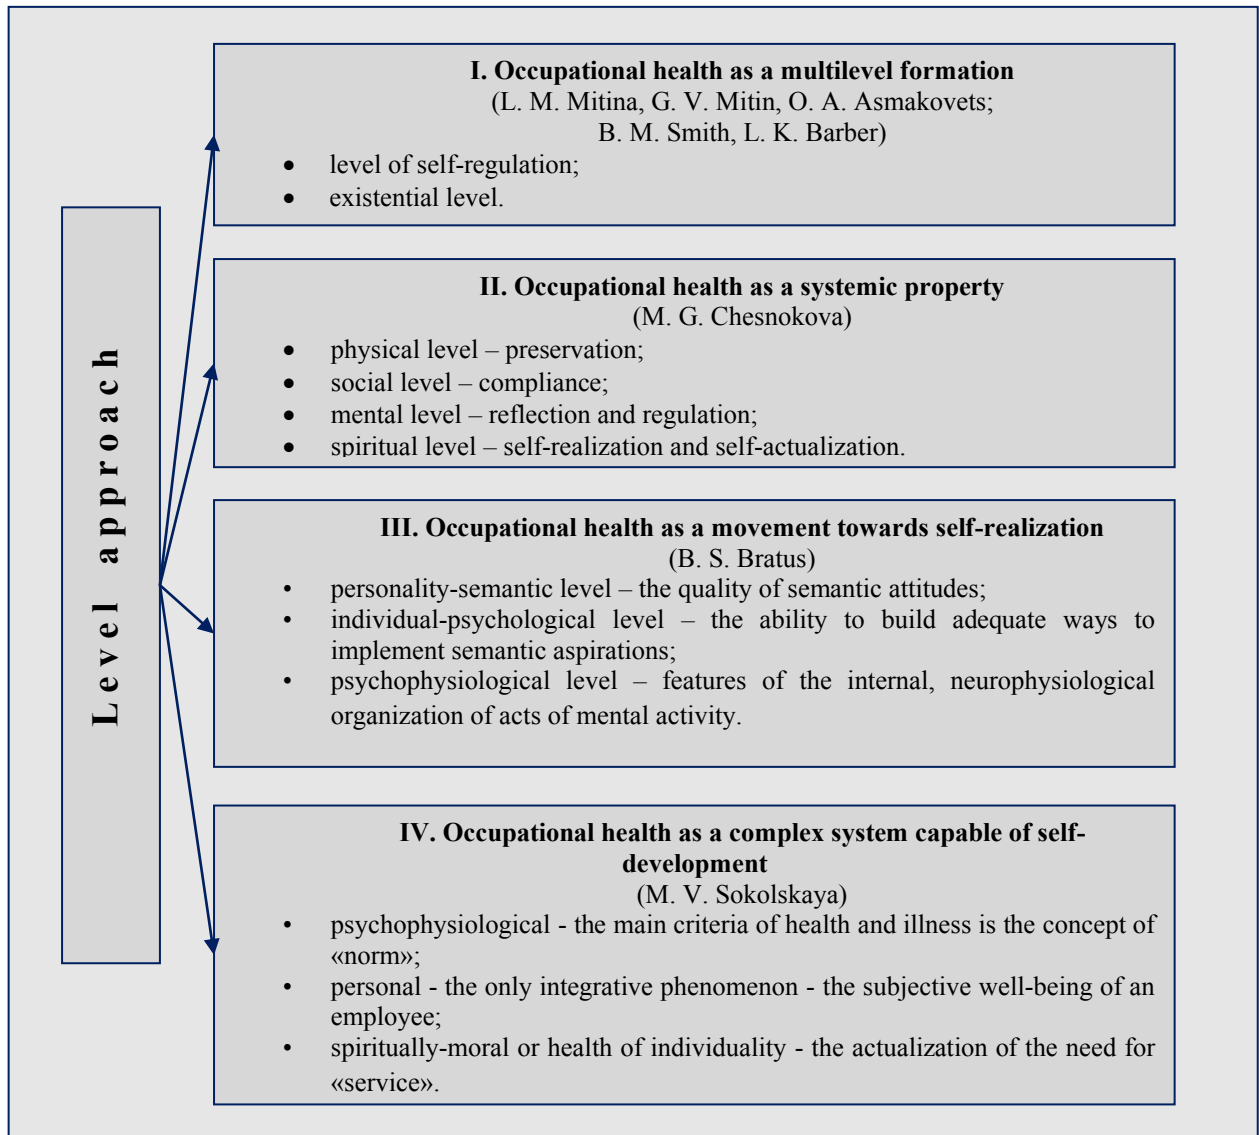 Level approach
I. Occupational health as a multilevel formation
(L. M. Mitina, G. V. Mitin, O. A. Asmakovets;
B. M. Smith, L. K. Barber)
• level of self-regulation;
• existential level.
II. Occupational health as a systemic property
(M. G. Chesnokova)
• physical level – preservation;
• social level – compliance;
• mental level – reflection and regulation;
• spiritual level – self-realization and self-actualization.
III. Occupational health as a movement towards self-realization
(B. S. Bratus)
• personality-semantic level – the quality of semantic attitudes;
• individual-psychological level – the ability to build adequate ways to
implement semantic aspirations;
• psychophysiological level – features of the internal, neurophysiological
organization of acts of mental activity.
IV. Occupational health as a complex system capable of self-
development
(M. V. Sokolskaya)
• psychophysiological - the main criteria of health and illness is the concept of
«norm»;
• personal - the only integrative phenomenon - the subjective well-being of an
employee;
• spiritually-moral or health of individuality - the actualization of the need for
«service».